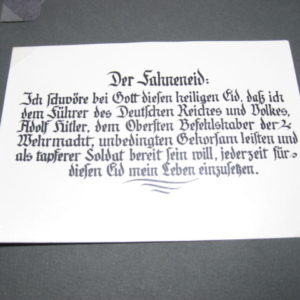 Der Fahneneid:
Ich schwöre bei Gott diesen heiligen Eid, daß ich
dem Führer des Deutschen Reiches und Volkes,
Adolf Hitler, dem Obersten Befehlshaber der
Wehrmacht, unbedingten Gehorsam leisten und
als tapferer Soldat bereit sein will, jederzeit für
diesen Eid mein Leben einzusetzen.